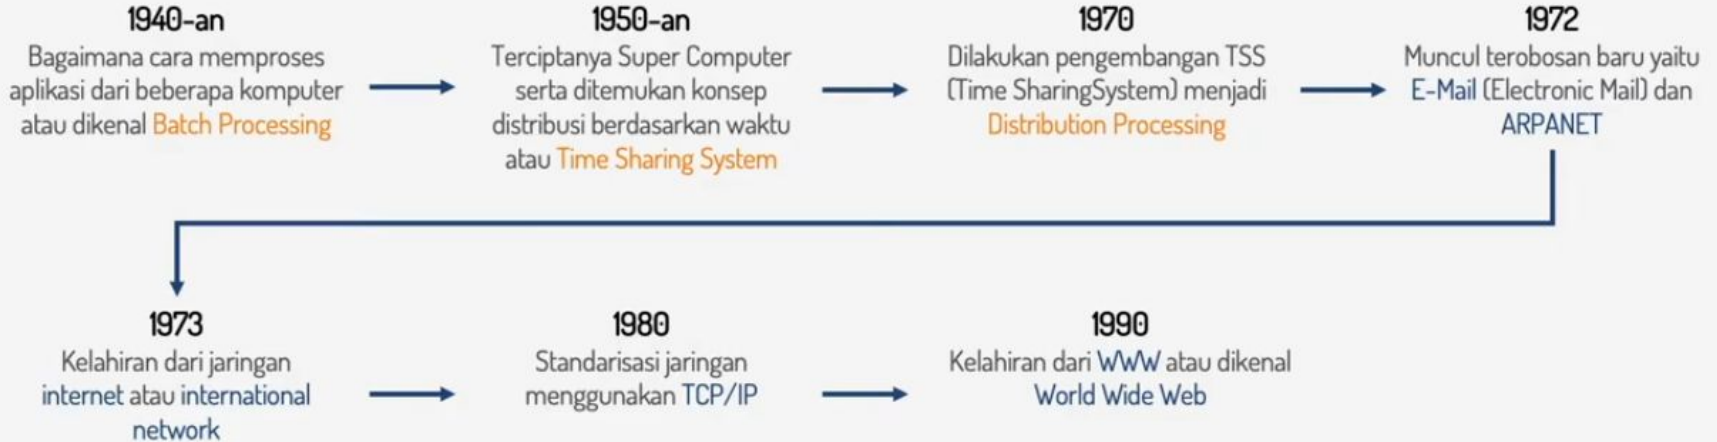 1940-an
Bagaimana cara memproses
aplikasi dari beberapa komputer
atau dikenal Batch Processing
1950-an
Terciptanya Super Computer
serta ditemukan konsep
distribusi berdasarkan waktu
atau Time Sharing System
1970
Dilakukan pengembangan TSS
(Time SharingSystem) menjadi
Distribution Processing
1972
Muncul terobosan baru yaitu
E-Mail (Electronic Mail) dan
ARPANET
1973
Kelahiran dari jaringan
internet atau international
network
1980
Standarisasi jaringan
menggunakan TCP/IP
1990
Kelahiran dari WWW atau dikenal
World Wide Web